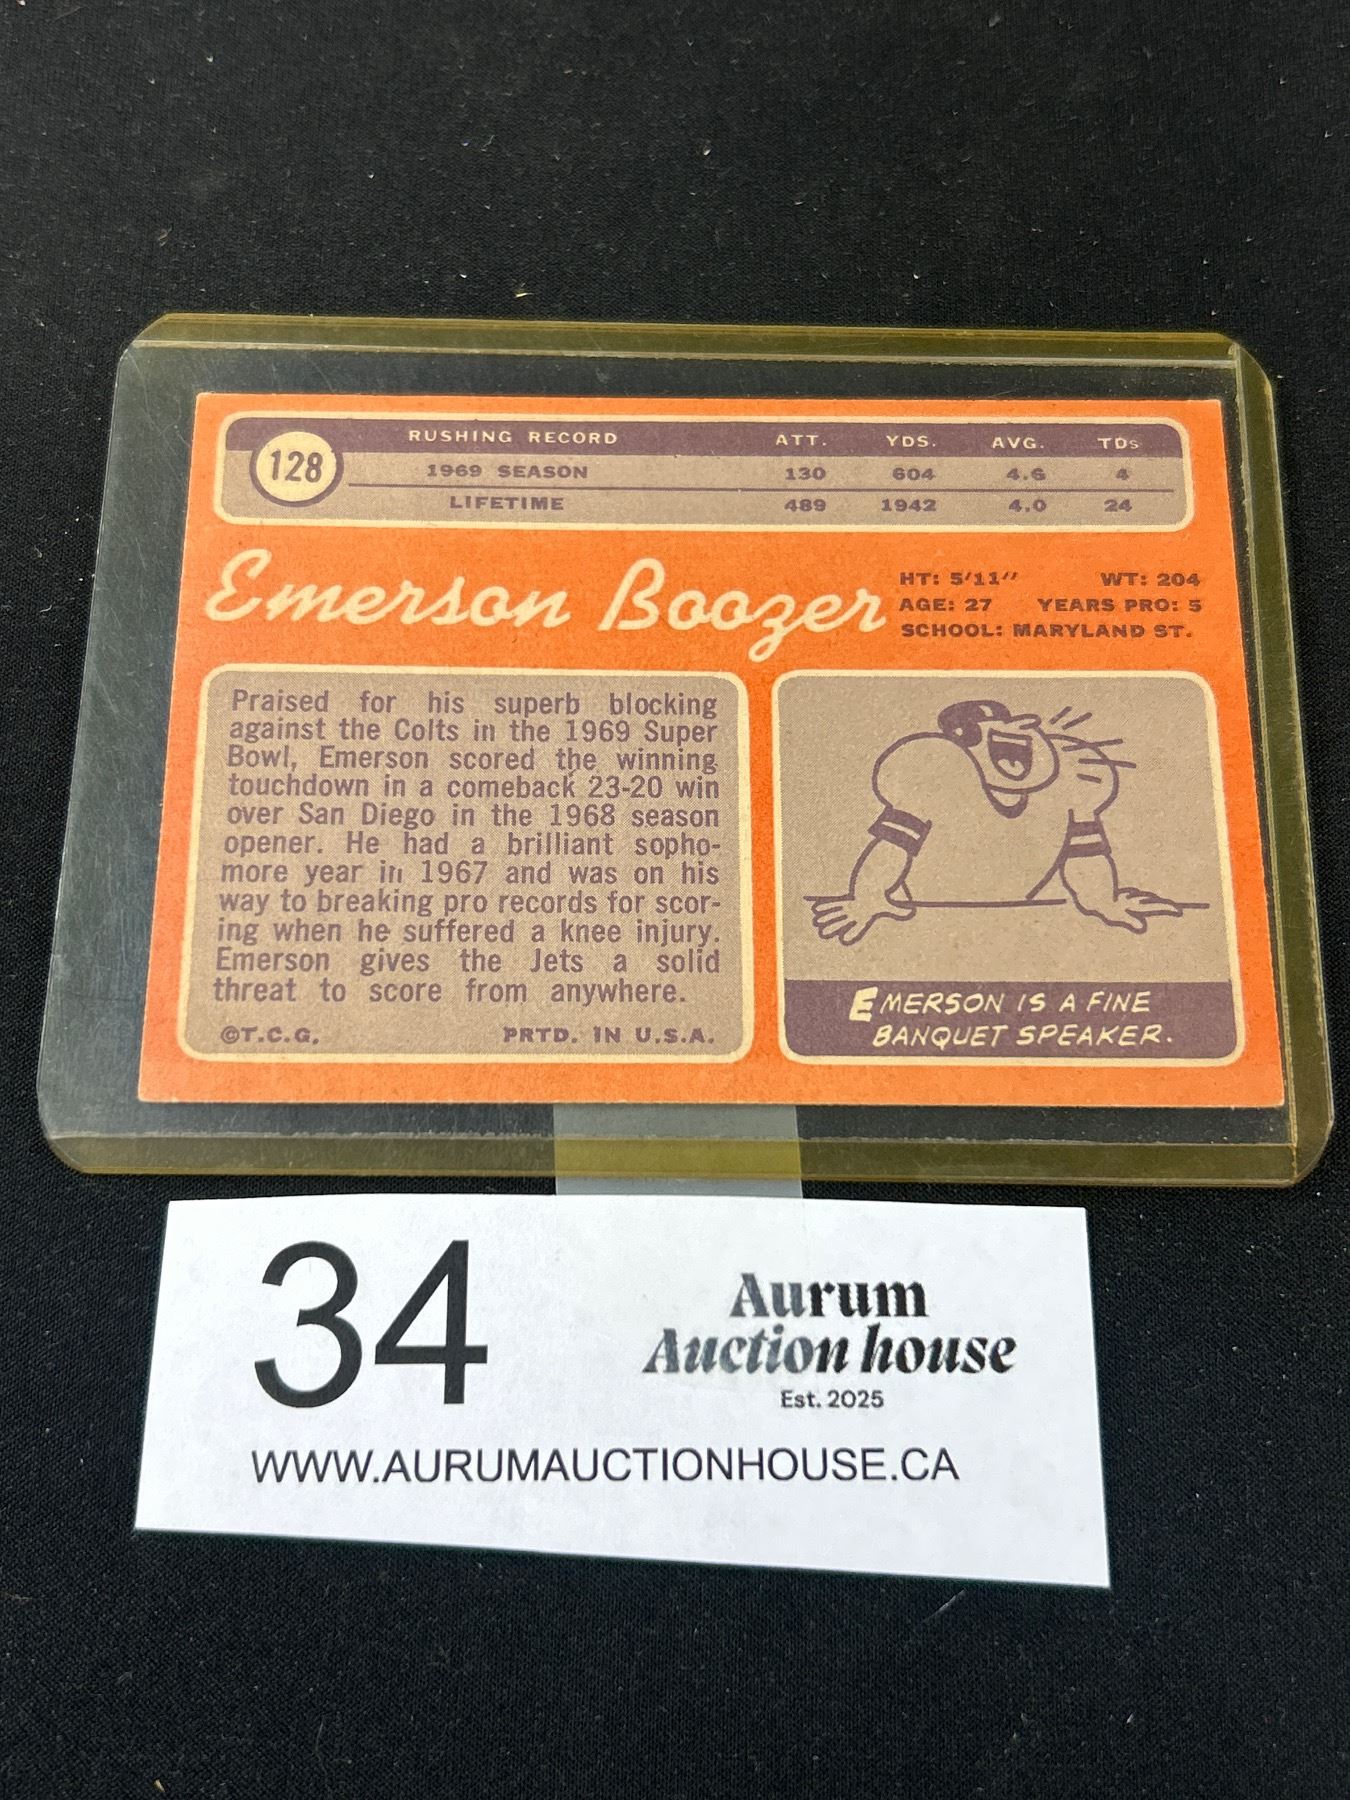 128
RUSHING RECORD ATT. YDS. AVG. TDs
1969 SEASON 130 604 4.6 4
LIFETIME 489 1942 4.0 24
Emerson Boozer
HT: 5'11" WT: 204
AGE: 27 YEARS PRO: 5
SCHOOL: MARYLAND ST.
Praised for his superb blocking
against the Colts in the 1969 Super
Bowl, Emerson scored the winning
touchdown in a comeback 23-20 win
over San Diego in the 1968 season
opener. He had a brilliant sopho-
more year in 1967 and was on his
way to breaking pro records for scor-
ing when he suffered a knee injury.
Emerson gives the Jets a solid
threat to score from anywhere.
©T.C.G. PRTD. IN U.S.A.
EMERSON IS A FINE
BANQUET SPEAKER.
34
Aurum
Auction house
Est. 2025
WWW.AURUMAUCTIONHOUSE.CA